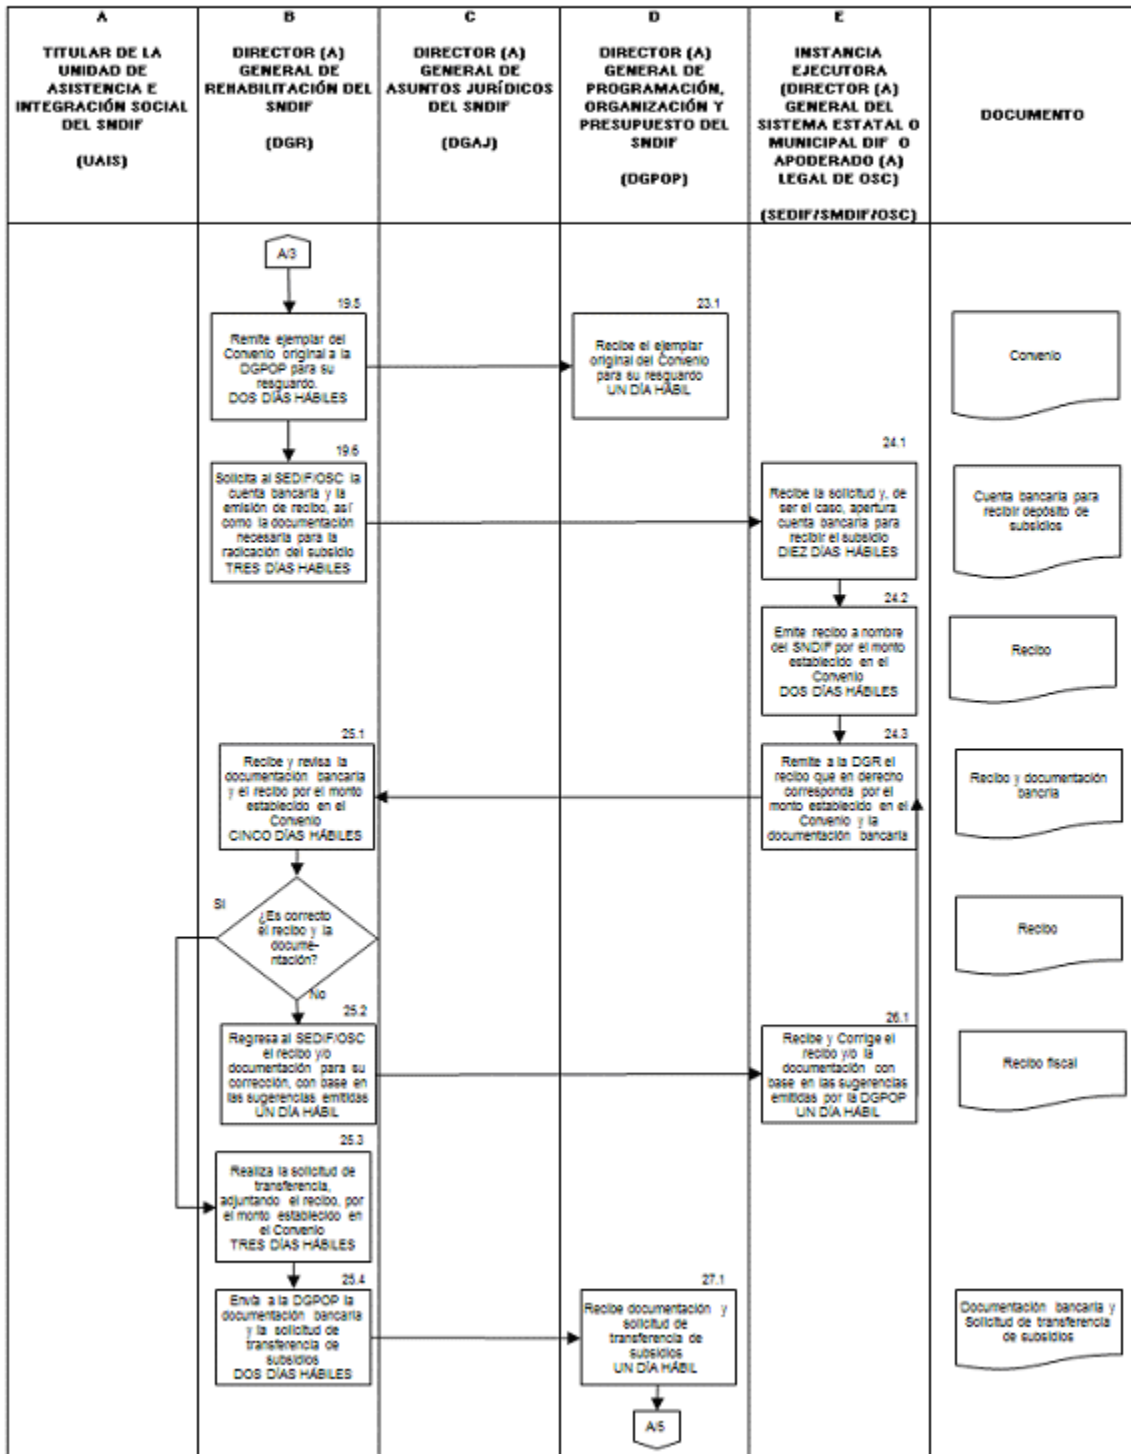 A
TITULAR DE LA
UNIDAD DE
ASISTENCIA E
INTEGRACIÓN SOCIAL
DEL SNDIF
(UAIS)
B
DIRECTOR (A)
GENERAL DE
REHABILITACIÓN DEL
SNDIF
(DGR)
C
DIRECTOR (A)
GENERAL DE
ASUNTOS JURÍDICOS
DEL SNDIF
(DGAJ)
D
DIRECTOR (A)
GENERAL DE
PROGRAMACIÓN,
ORGANIZACIÓN Y
PRESUPUESTO DEL
SNDIF
(DGPOP)
E
INSTANCIA
EJECUTORA
(DIRECTOR (A)
GENERAL DEL
SISTEMA ESTATAL O
MUNICIPAL DIF O
APODERADO (A)
LEGAL DE OSC)
(SEDIF/SMDIF/OSC)
DOCUMENTO
A/3
19.5
Remite ejemplar del
Convenio original a la
DGPOP para su
resguardo.
DOS DÍAS HÁBILES
23.1
Recibe el ejemplar
original del Convenio
para su resguardo
UN DÍA HÁBIL
Convenio
19.6
Solicita al SEDIF/OSC la
cuenta bancaria y la
emisión de recibo, así
como la documentación
necesaria para la
radicación del subsidio
TRES DÍAS HABILES
24.1
Recibe la solicitud y, de
ser el caso, apertura
cuenta bancaria para
recibir el subsidio
DIEZ DÍAS HÁBILES
Cuenta bancaria para
recibir depósito de
subsidios
24.2
Emite recibo a nombre
del SNDIF por el monto
establecido en el
Convenio
DOS DÍAS HÁBILES
Recibo
25.1
Recibe y revisa la
documentación bancaria
y el recibo por el monto
establecido en el
Convenio
CINCO DÍAS HÁBILES
24.3
Remite a la DGR el
recibo que en derecho
corresponda por el
monto establecido en el
Convenio y la
documentación bancaria
Recibo y documentación
bancria
Si
¿Es correcto
el recibo y la
docume-
ntación?
No
Recibo
25.2
Regresa al SEDIF/OSC
el recibo y/o
documentación para su
corrección, con base en
las sugerencias emitidas
UN DÍA HÁBIL
26.1
Recibe y Corrige el
recibo y/o la
documentación con
base en las sugerencias
emitidas por la DGPOP
UN DÍA HÁBIL
Recibo fiscal
25.3
Realiza la solicitud de
transferencia,
adjuntando el recibo, por
el monto establecido en
el Convenio
TRES DÍAS HÁBILES
25.4
Envía a la DGPOP la
documentación bancaria
y la solicitud de
transferencia de
subsidios
DOS DÍAS HÁBILES
27.1
Recibe documentación y
solicitud de
transferencia de
subsidios
UN DÍA HÁBIL
Documentación bancaria y
Solicitud de transferencia
de subsidios
A/5